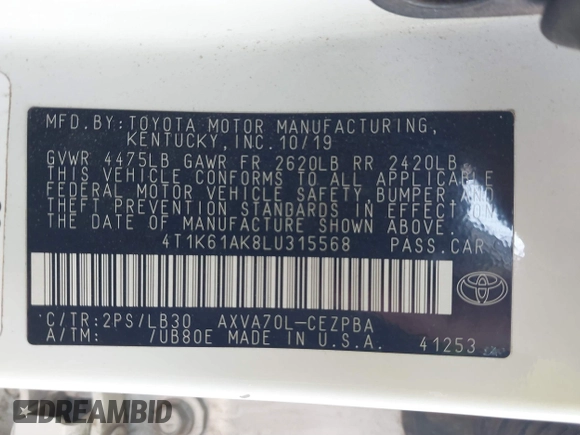 MFD.BY:TOYOTA MOTOR MANUFACTURING,
KENTUCKY, INC.10/19
GVWR 4475LB GAWR FR 2620LB RR 2420LB
THIS VEHICLE CONFORMS TO ALL APPLICABLE
FEDERAL MOTOR VEHICLE SAFETY, BUMPER, AND
THEFT PREVENTION STANDARDS IN EFFECT ON
THE DATE OF MANUFACTURE SHOWN ABOVE.
4T1K61AK8LU315568 PASS.CAR
C/TR:2PS/LB30 AXVA70L-CEZPBA
A/TM: /UB80E MADE IN U.S.A. 41253
DREAMBID